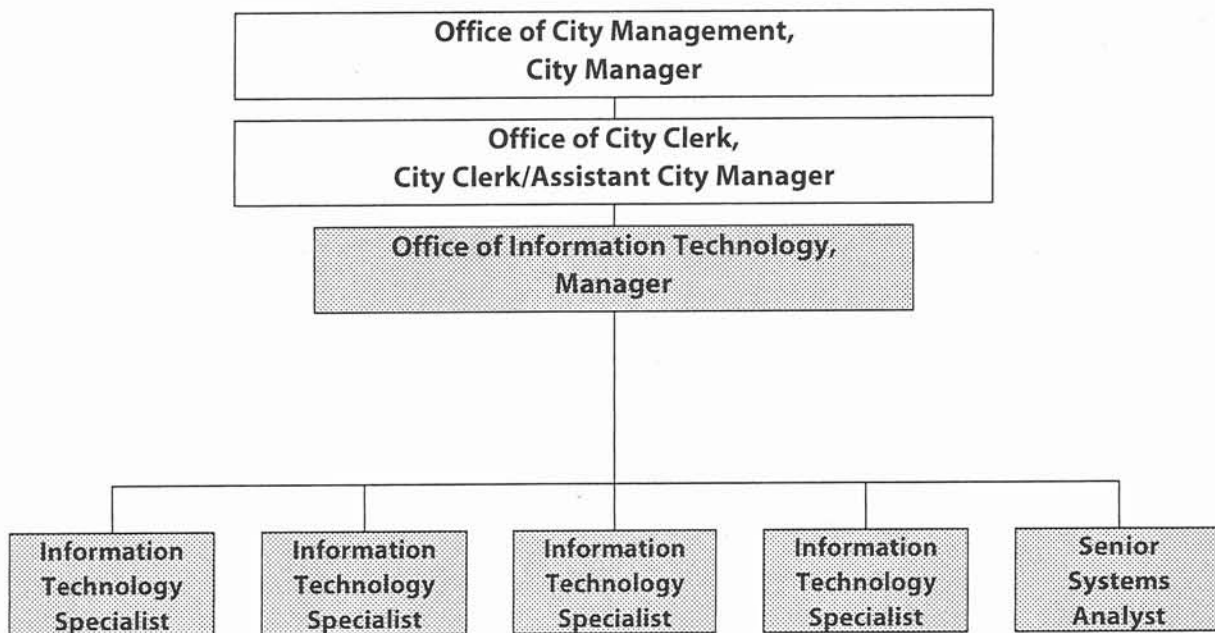 Office of City Management,
City Manager
Office of City Clerk,
City Clerk/Assistant City Manager
Office of Information Technology,
Manager
Information
Technology
Specialist
Information
Technology
Specialist
Information
Technology
Specialist
Information
Technology
Specialist
Senior
Systems
Analyst